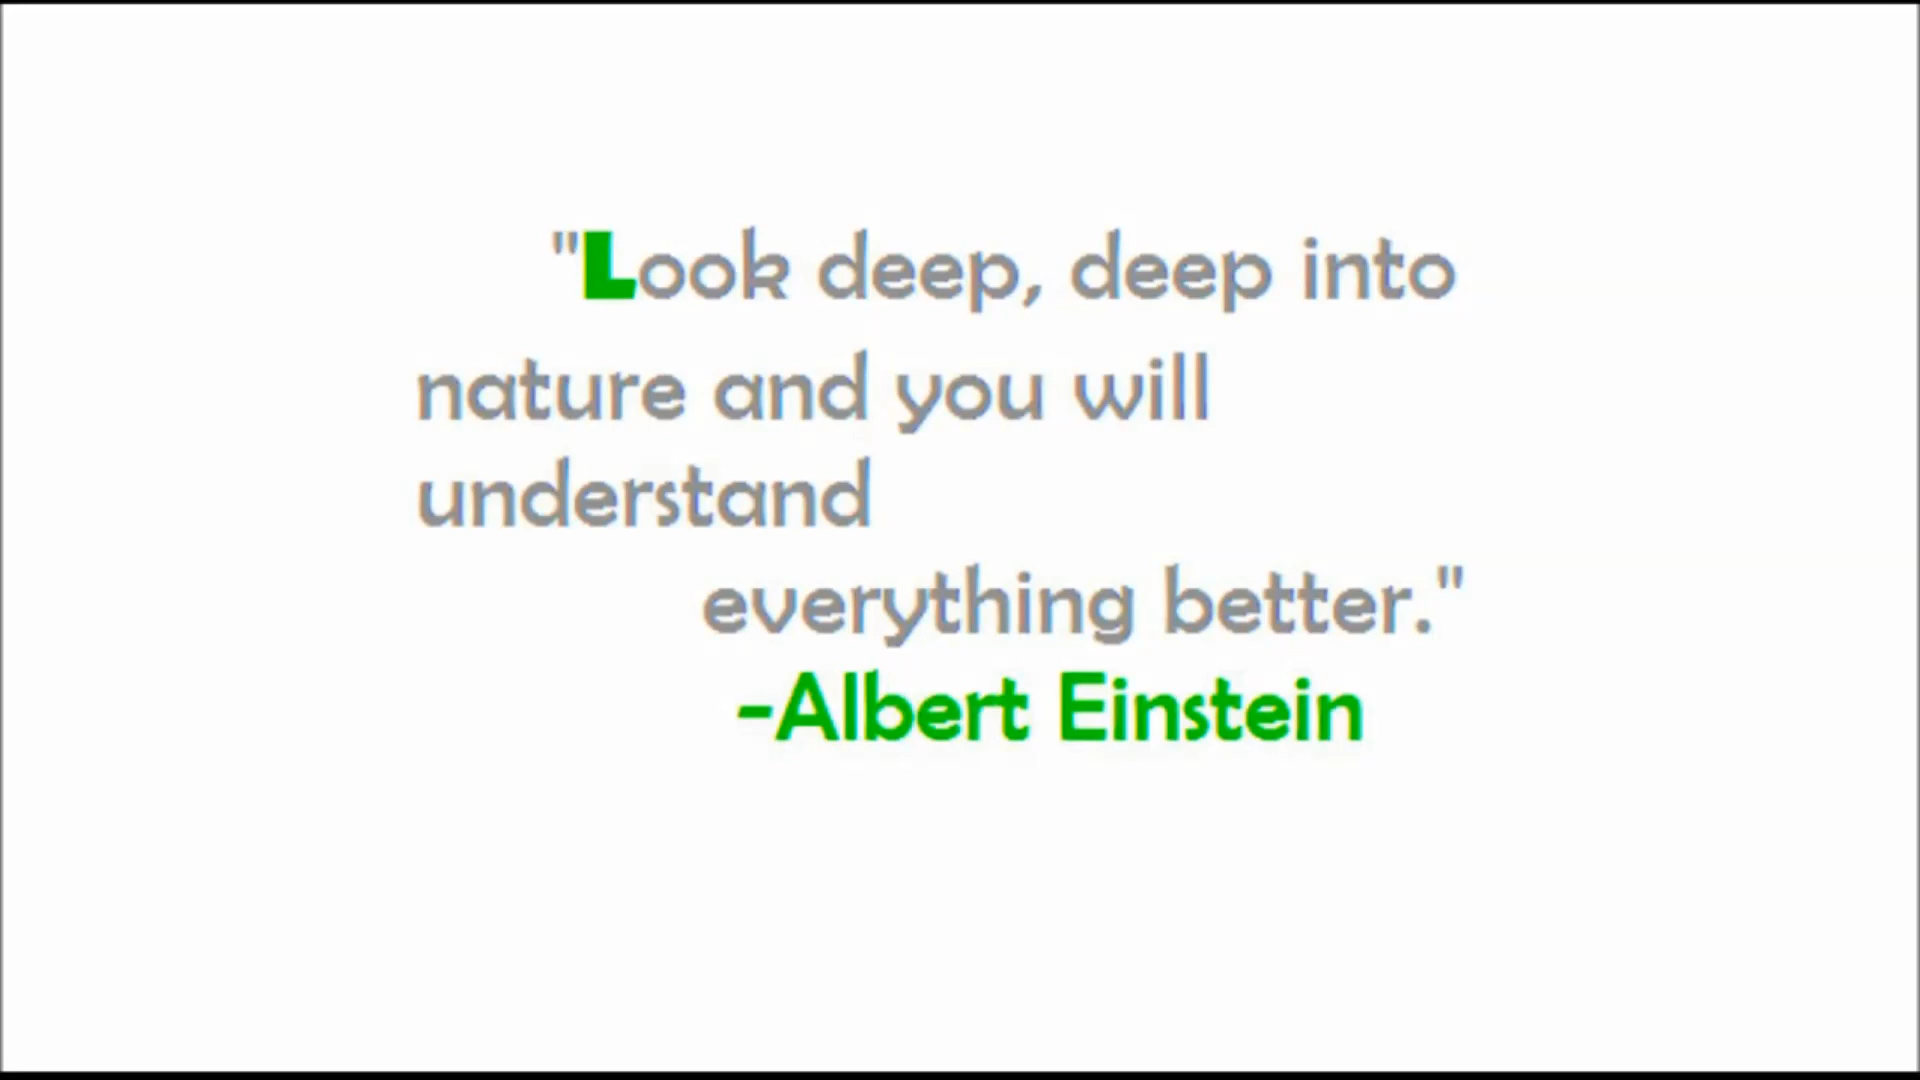 "Look deep, deep into
nature and you will
understand
everything better."
-Albert Einstein